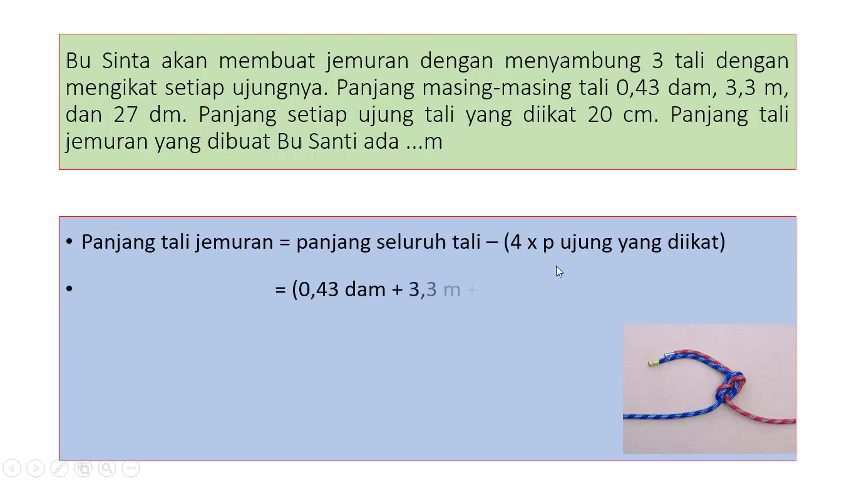 Bu Sinta akan membuat jemuran dengan menyambung 3 tali dengan
mengikat setiap ujungnya. Panjang masing-masing tali 0,43 dam, 3,3 m,
dan 27 dm. Panjang setiap ujung tali yang diikat 20 cm. Panjang tali
jemuran yang dibuat Bu Santi ada ...m
• Panjang tali jemuran = panjang seluruh tali – (4 x p ujung yang diikat)
• = (0,43 dam + 3,3 m +